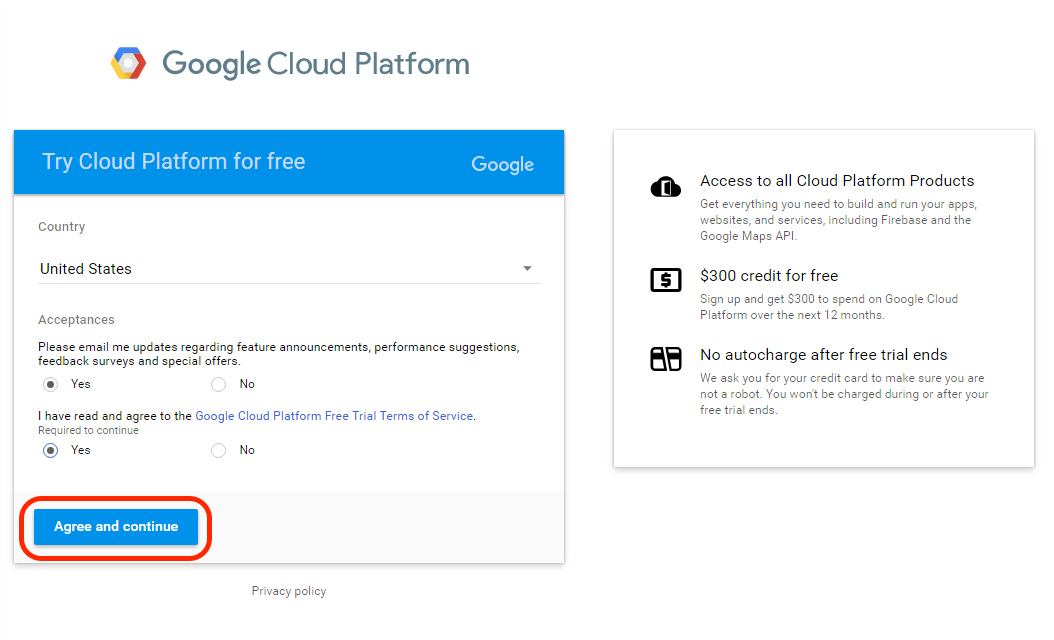 Google Cloud Platform
Try Cloud Platform for free
Google
Country
United States
Acceptances
Please email me updates regarding feature announcements, performance suggestions,
feedback surveys and special offers.
Yes No
I have read and agree to the Google Cloud Platform Free Trial Terms of Service.
Required to continue
Yes No
Agree and continue
Privacy policy
Access to all Cloud Platform Products
Get everything you need to build and run your apps,
websites, and services, including Firebase and the
Google Maps API.
$
$300 credit for free
Sign up and get $300 to spend on Google Cloud
Platform over the next 12 months.
No autocharge after free trial ends
We ask you for your credit card to make sure you are
not a robot. You won't be charged during or after your
free trial ends.